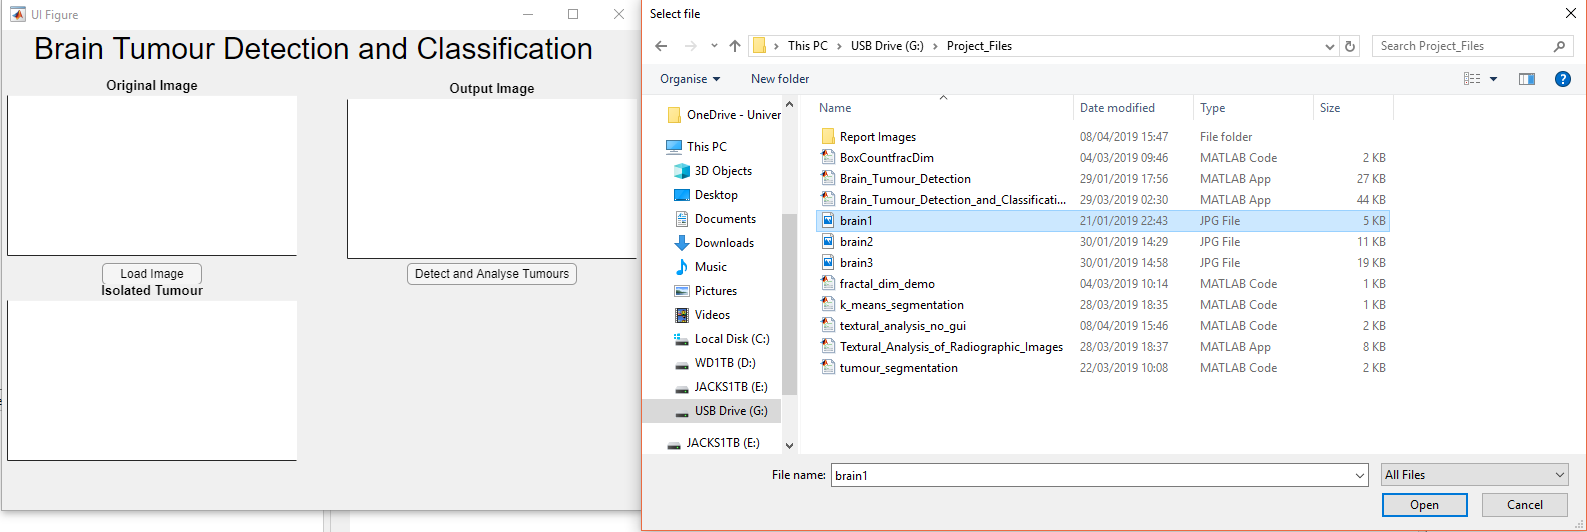 UI Figure
Brain Tumour Detection and Classification
Original Image
Output Image
Load Image
Detect and Analyse Tumours
Isolated Tumour
Select file
This PC > USB Drive (G:) > Project_Files
Search Project_Files
Organise New folder
OneDrive - Univer
This PC
3D Objects
Desktop
Documents
Downloads
Music
Pictures
Videos
Local Disk (C:)
WD1TB (D:)
JACKS1TB (E:)
USB Drive (G:)
JACKS1TB (E:)
Name Date modified Type Size
Report Images 08/04/2019 15:47 File folder
BoxCountfracDim 04/03/2019 09:46 MATLAB Code 2 KB
Brain_Tumour_Detection 29/01/2019 17:56 MATLAB App 27 KB
Brain_Tumour_Detection_and_Classificati... 29/03/2019 02:30 MATLAB App 44 KB
brain1 21/01/2019 22:43 JPG File 5 KB
brain2 30/01/2019 14:29 JPG File 11 KB
brain3 30/01/2019 14:58 JPG File 19 KB
fractal_dim_demo 04/03/2019 10:14 MATLAB Code 1 KB
k_means_segmentation 28/03/2019 18:35 MATLAB Code 1 KB
textural_analysis_no_gui 08/04/2019 15:46 MATLAB Code 2 KB
Textural_Analysis_of_Radiographic_Images 28/03/2019 18:37 MATLAB App 8 KB
tumour_segmentation 22/03/2019 10:08 MATLAB Code 2 KB
File name: brain1 All Files
Open Cancel